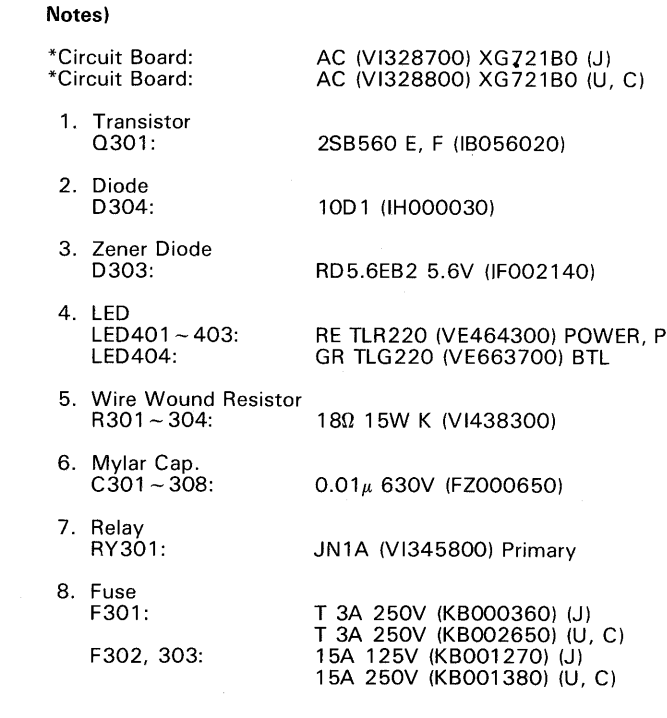 Notes)
*Circuit Board: AC (VI328700) XG721B0 (J)
*Circuit Board: AC (VI328800) XG721B0 (U, C)
1. Transistor
Q301: 2SB560 E, F (IB056020)
2. Diode
D304: 10D1 (IH000030)
3. Zener Diode
D303: RD5.6EB2 5.6V (IF002140)
4. LED
LED401~403: RE TLR220 (VE464300) POWER, P
LED404: GR TLG220 (VE663700) BTL
5. Wire Wound Resistor
R301~304: 18Ω 15W K (VI438300)
6. Mylar Cap.
C301~308: 0.01μ 630V (FZ000650)
7. Relay
RY301: JN1A (VI345800) Primary
8. Fuse
F301: T 3A 250V (KB000360) (J)
T 3A 250V (KB002650) (U, C)
F302, 303: 15A 125V (KB001270) (J)
15A 250V (KB001380) (U, C)